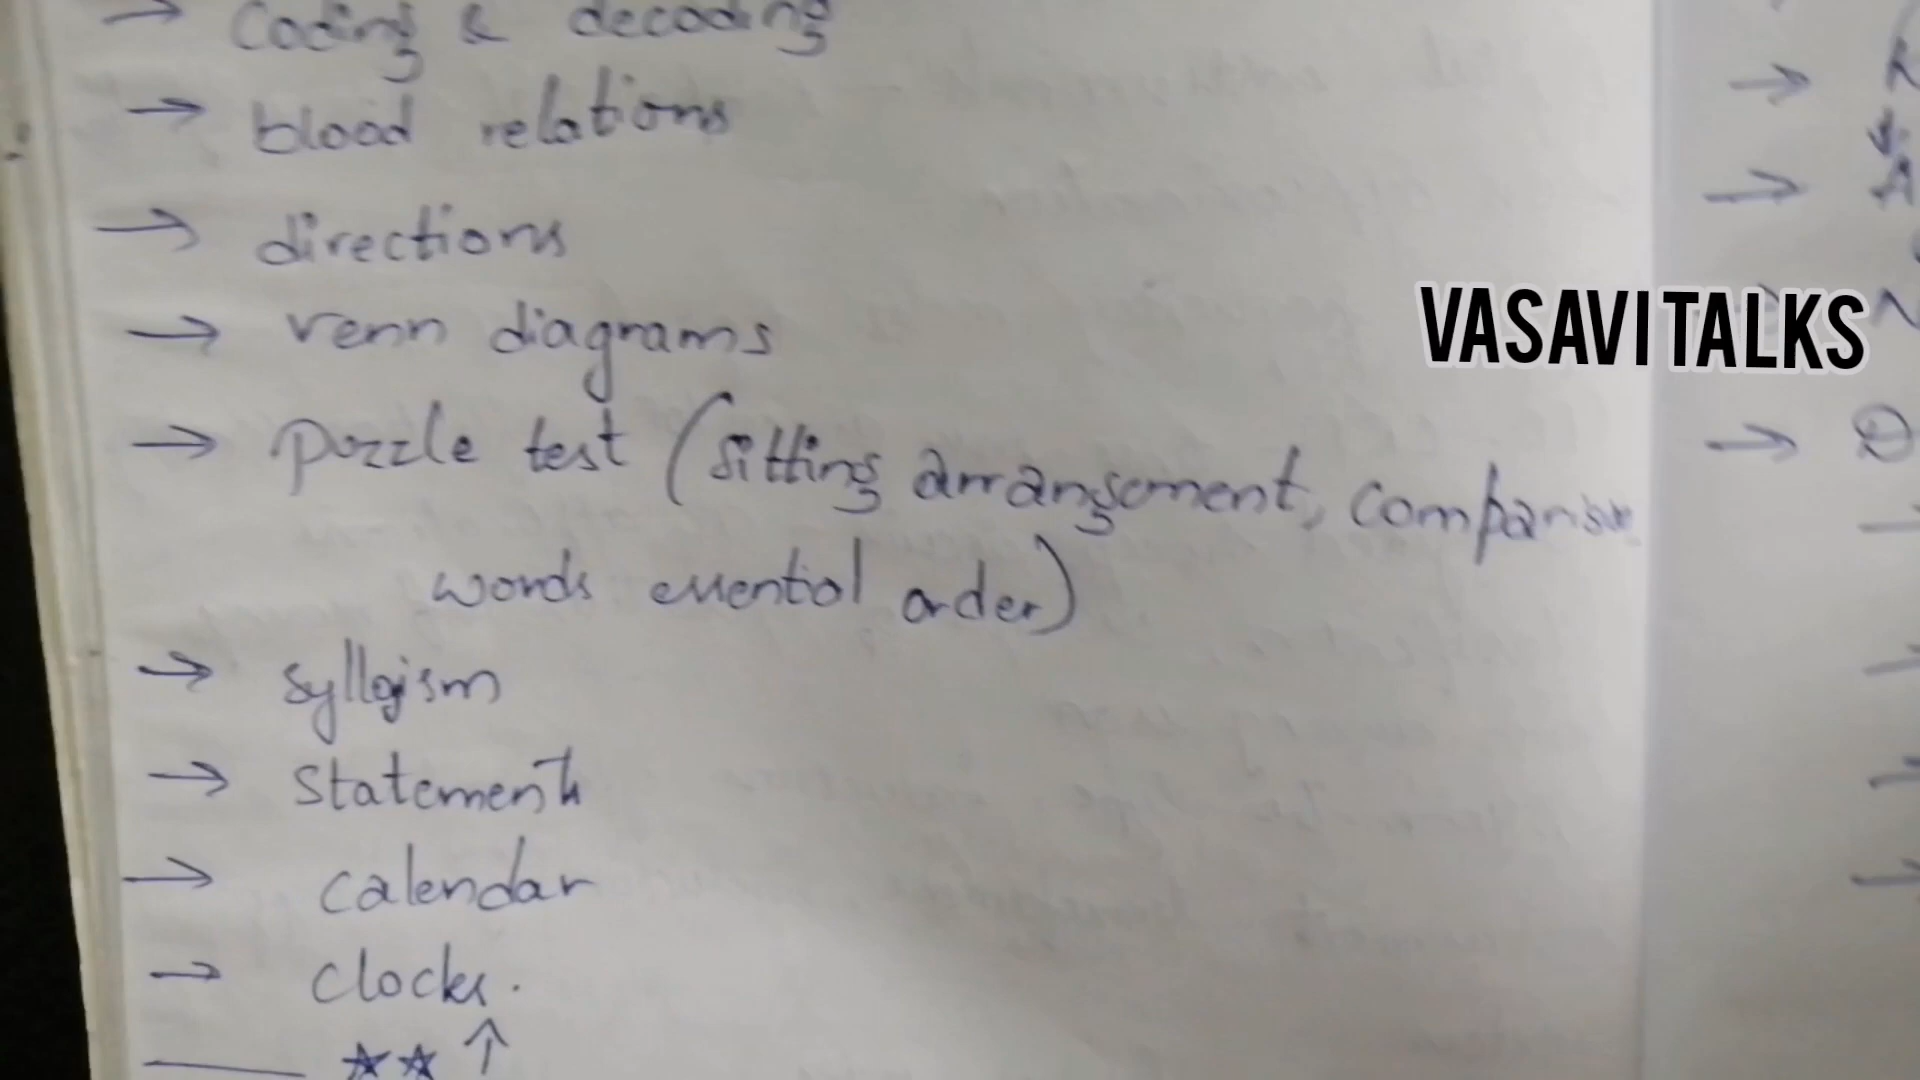 → Coding & decoding
→ blood relations
→ directions
→ venn diagrams
VASAVI TALKS
→ puzzle test (sitting arrangement, comparison
words essential order)
→ syllgism
→ statements
→ calendar
→ clocks.